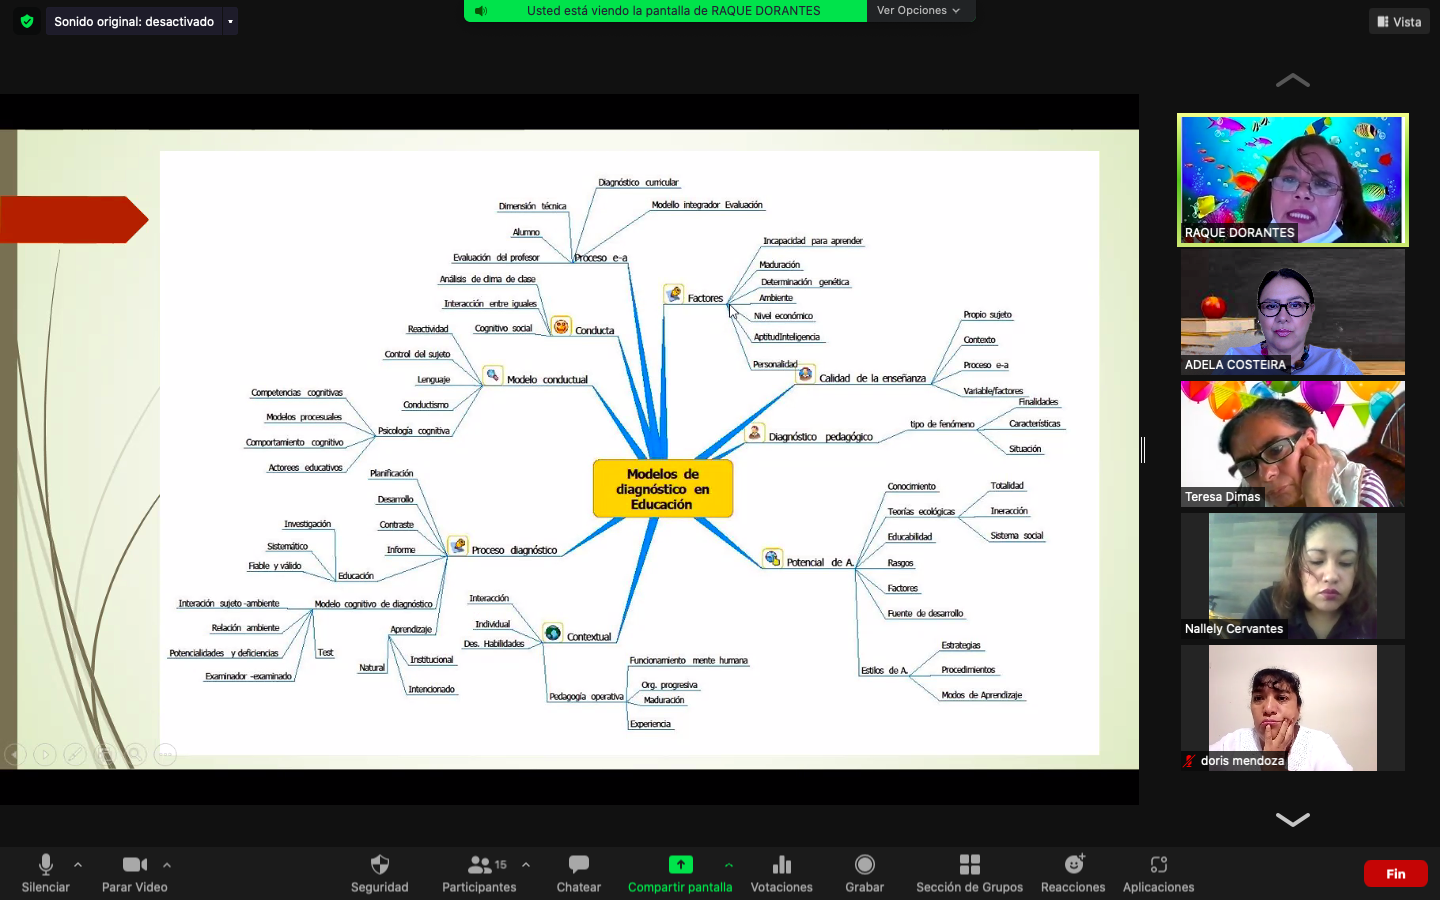 Sonido original: desactivado
Usted está viendo la pantalla de RAQUE DORANTES
Ver Opciones
Vista
Diagnóstico curricular
Dimensión técnica
Modello integrador Evaluación
Alumno
Evaluación del profesor
Proceso e-a
Análisis de clima de clase
Interacción entre iguales
Cognitivo social
Conducta
Reactividad
Control del sujeto
Lenguaje
Conductismo
Modelo conductual
Psicología cognitiva
Competencias cognitivas
Modelos procesuales
Comportamiento cognitivo
Actorees educativos
Factores
Incapacidad para aprender
Maduración
Determinación genética
Ambiente
Nivel económico
AptitudInteligencia
Personalidad
Calidad de la enseñanza
Propio sujeto
Contexto
Proceso e-a
Variable/factores
Diagnóstico pedagógico
tipo de fenómeno
Finalidades
Características
Situación
Modelos de
diagnóstico en
Educación
Planificación
Desarrollo
Contraste
Informe
Proceso diagnóstico
Investigación
Sistemático
Fiable y válido
Educación
Interación sujeto-ambiente
Modelo cognitivo de diagnóstico
Relación ambiente
Potencialidades y deficiencias
Test
Examinador-examinado
Aprendizaje
Natural
Institucional
Intencionado
Interacción
Individual
Des. Habilidades
Contextual
Pedagogía operativa
Funcionamiento mente humana
Org. progresiva
Maduración
Experiencia
Potencial de A.
Conocimiento
Teorías ecológicas
Totalidad
Ineracción
Sistema social
Educabilidad
Rasgos
Factores
Fuente de desarrollo
Estilos de A.
Estrategias
Procedimientos
Modos de Aprendizaje
RAQUE DORANTES
ADELA COSTEIRA
Teresa Dimas
Nallely Cervantes
doris mendoza
Silenciar
Parar Video
Seguridad
Participantes
15
Chatear
Compartir pantalla
Votaciones
Grabar
Sección de Grupos
Reacciones
Aplicaciones
Fin